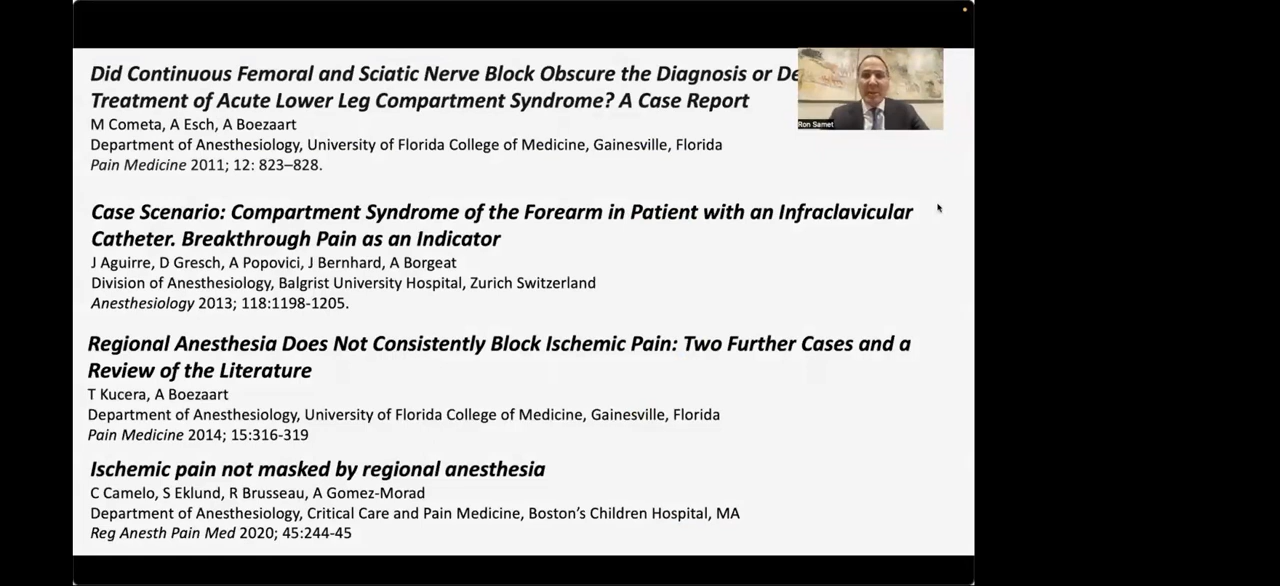 Did Continuous Femoral and Sciatic Nerve Block Obscure the Diagnosis or De
Treatment of Acute Lower Leg Compartment Syndrome? A Case Report
M Cometa, A Esch, A Boezaart
Department of Anesthesiology, University of Florida College of Medicine, Gainesville, Florida
Pain Medicine 2011; 12: 823–828.
Ron Samet
Case Scenario: Compartment Syndrome of the Forearm in Patient with an Infraclavicular
Catheter. Breakthrough Pain as an Indicator
J Aguirre, D Gresch, A Popovici, J Bernhard, A Borgeat
Division of Anesthesiology, Balgrist University Hospital, Zurich Switzerland
Anesthesiology 2013; 118:1198-1205.
Regional Anesthesia Does Not Consistently Block Ischemic Pain: Two Further Cases and a
Review of the Literature
T Kucera, A Boezaart
Department of Anesthesiology, University of Florida College of Medicine, Gainesville, Florida
Pain Medicine 2014; 15:316-319
Ischemic pain not masked by regional anesthesia
C Camelo, S Eklund, R Brusseau, A Gomez-Morad
Department of Anesthesiology, Critical Care and Pain Medicine, Boston’s Children Hospital, MA
Reg Anesth Pain Med 2020; 45:244-45